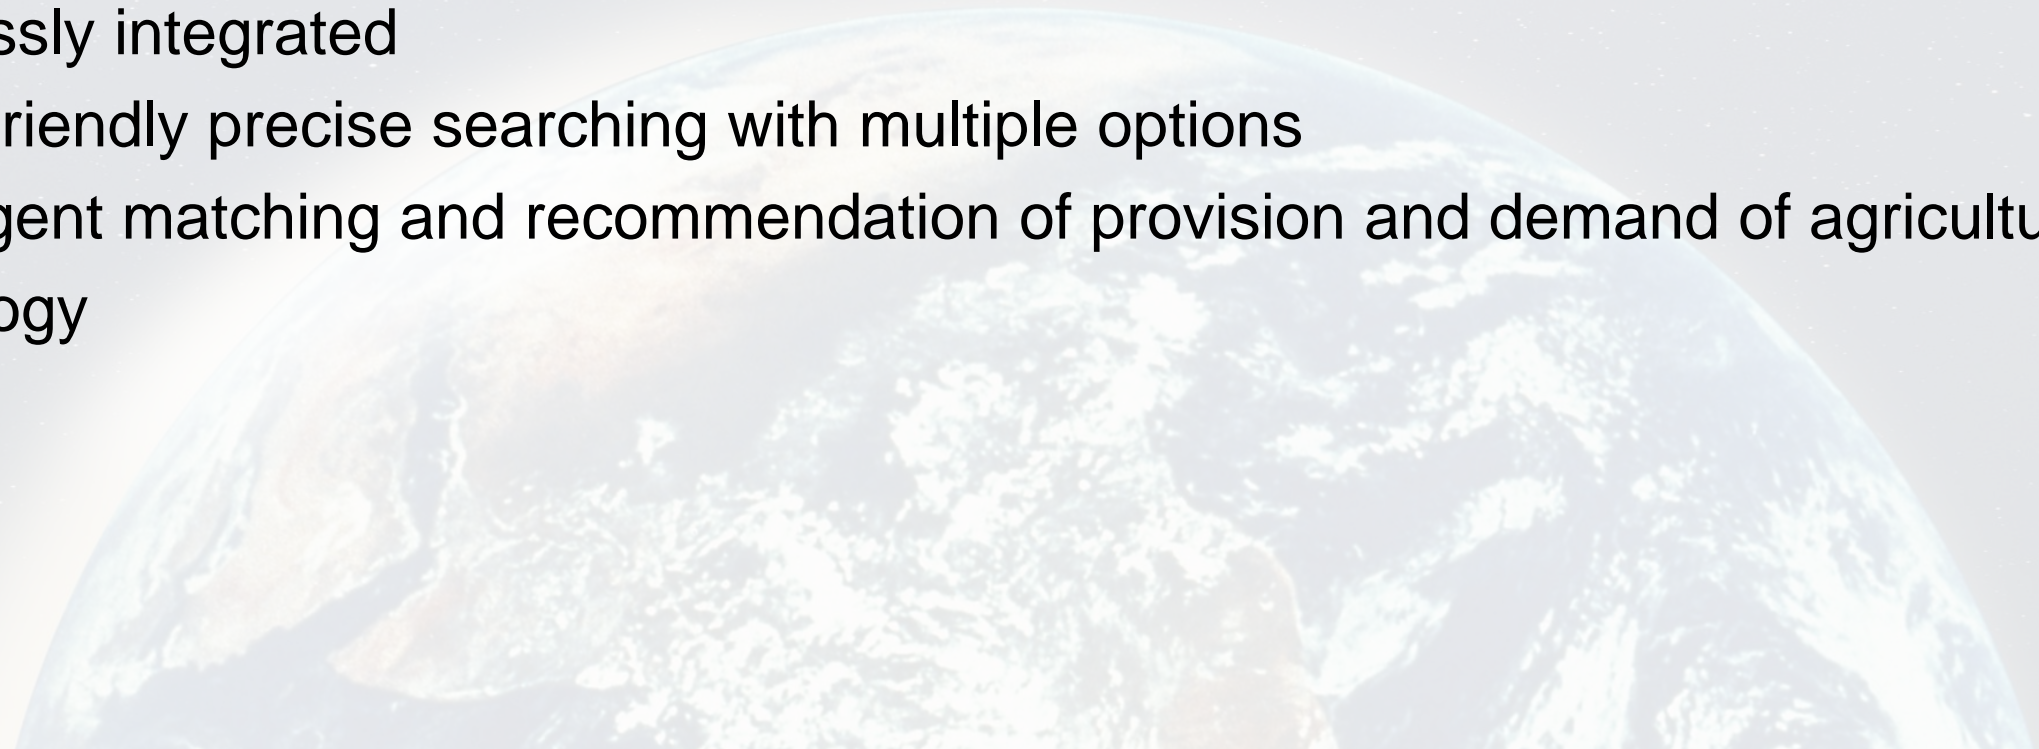 ssly integrated
riendly precise searching with multiple options
gent matching and recommendation of provision and demand of agricultu
ogy